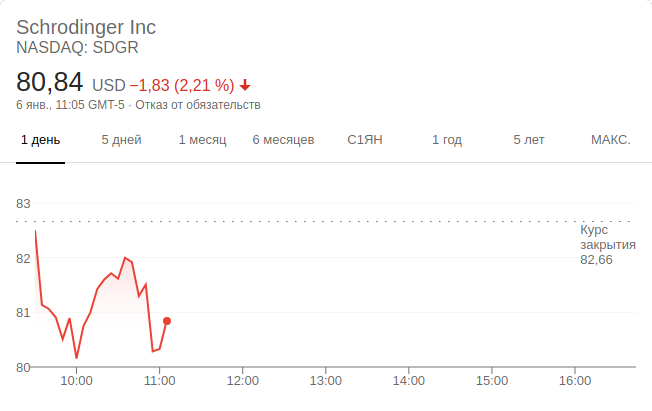 Schrodinger Inc
NASDAQ: SDGR
80,84 USD −1,83 (2,21 %)
6 янв., 11:05 GMT-5 · Отказ от обязательств
1 день 5 дней 1 месяц 6 месяцев С1ЯН 1 год 5 лет МАКС.
83
Курс
закрытия
82 82,66
81
80
10:00 11:00 12:00 13:00 14:00 15:00 16:00